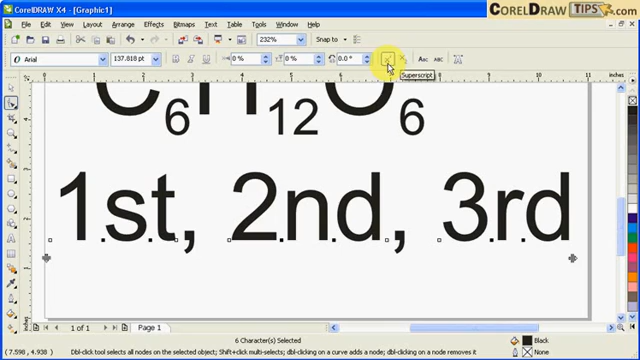 CORELDRAW TIPS.com
CorelDRAW X4 - [Graphic1]
File Edit View Layout Arrange Effects Bitmaps Text Table Tools Window Help
232% Snap to
Arial 137.818 pt 0 % 0 % 0.0 °
Superscript
inches
C6H12O6
1st, 2nd, 3rd
1 of 1 Page 1
6 Character(s) Selected Black
(7.598, 4.938) Dbl-click tool selects all nodes on the selected object; Shift+click multi-selects; dbl-clicking on a curve adds a node; dbl-clicking on a node removes it None